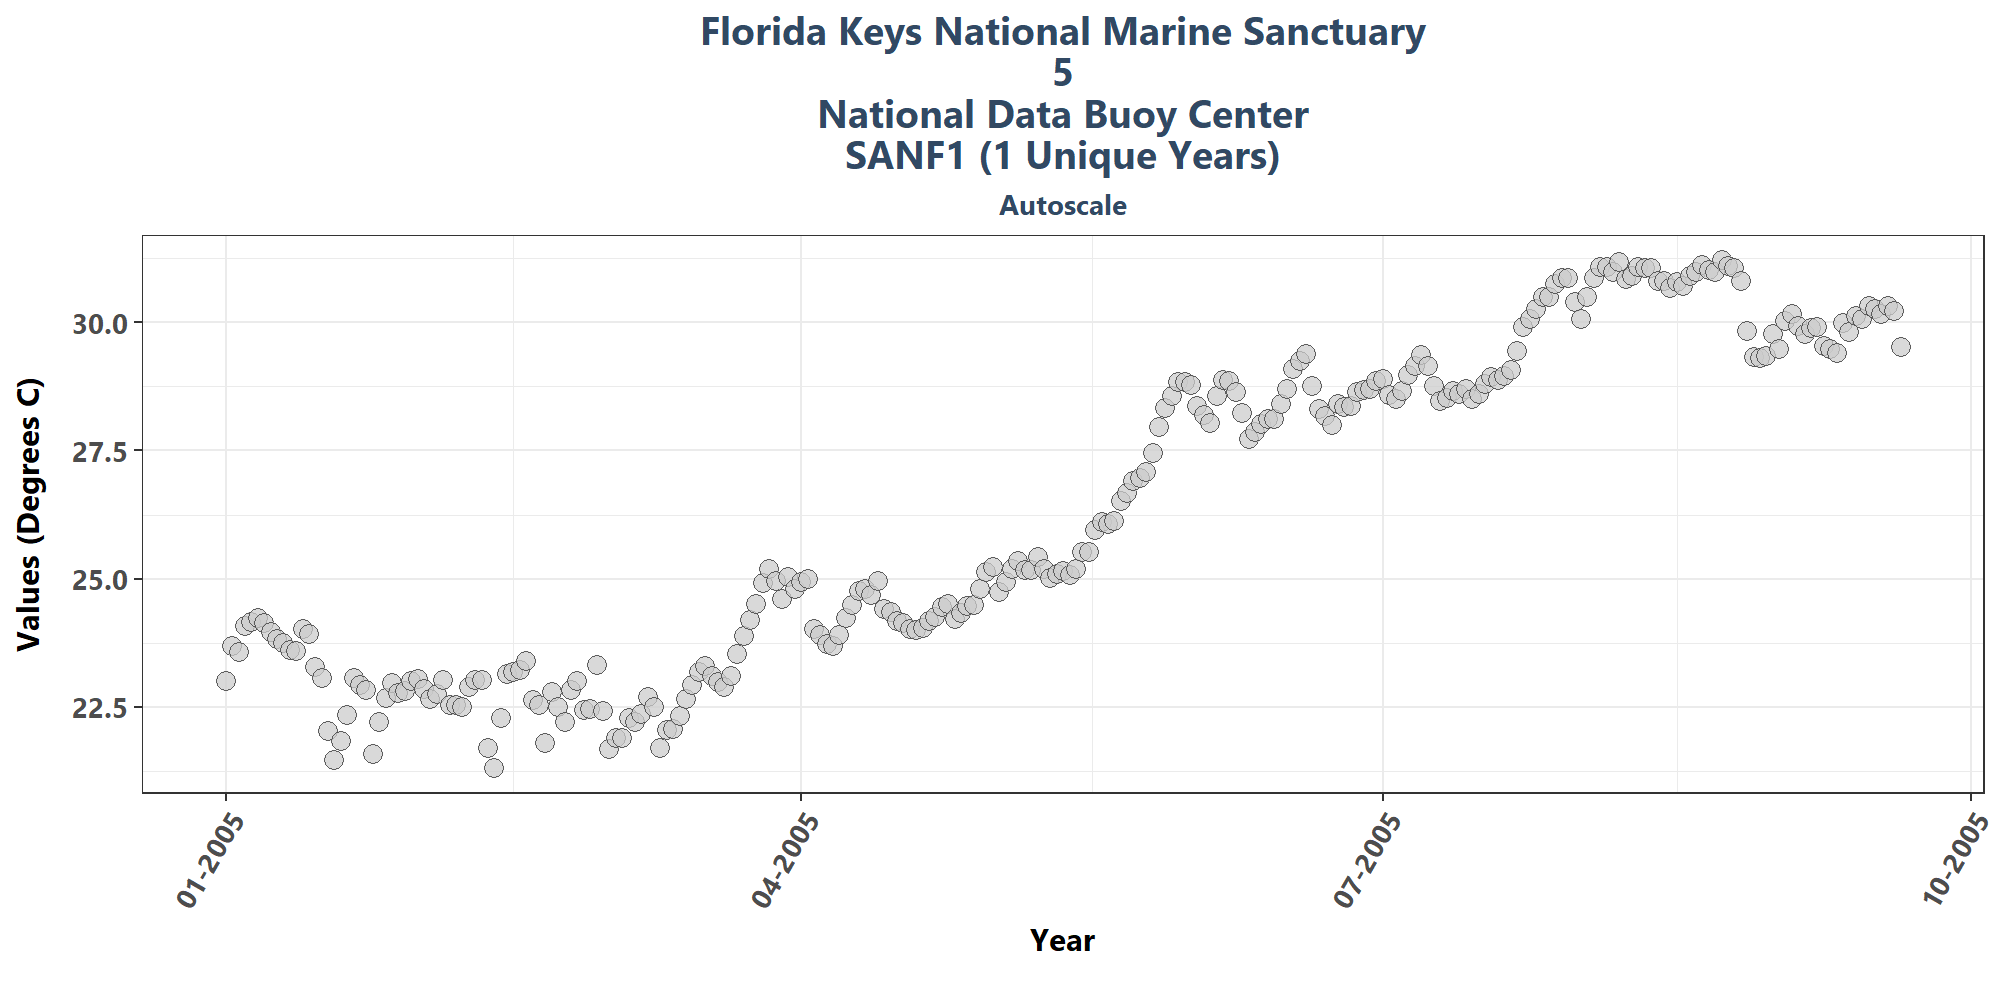 Florida Keys National Marine Sanctuary
5
National Data Buoy Center
SANF1 (1 Unique Years)
Autoscale
Values (Degrees C)
30.0
27.5
25.0
22.5
01-2005
04-2005
07-2005
10-2005
Year